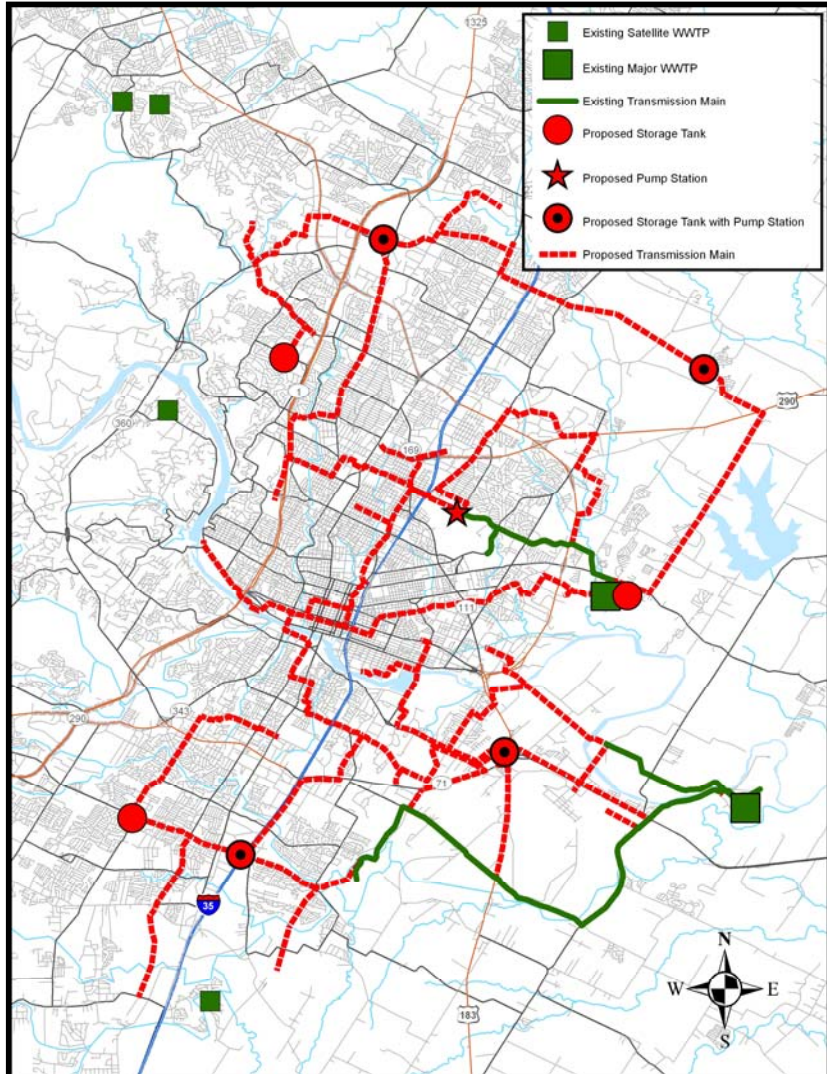 1325
Existing Satellite WWTP
Existing Major WWTP
Existing Transmission Main
Proposed Storage Tank
Proposed Pump Station
Proposed Storage Tank with Pump Station
Proposed Transmission Main
1
290
360
169
111
290
343
71
35
183
N
W
E
S